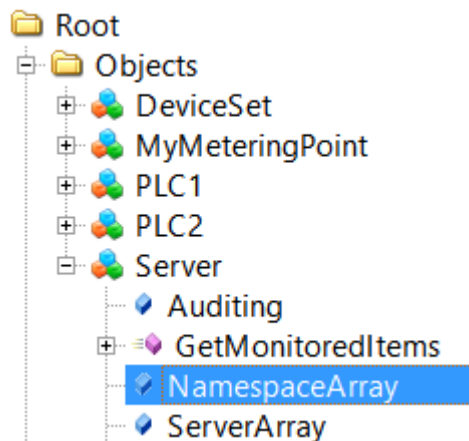 Root
Objects
DeviceSet
MyMeteringPoint
PLC1
PLC2
Server
Auditing
GetMonitoredItems
NamespaceArray
ServerArray